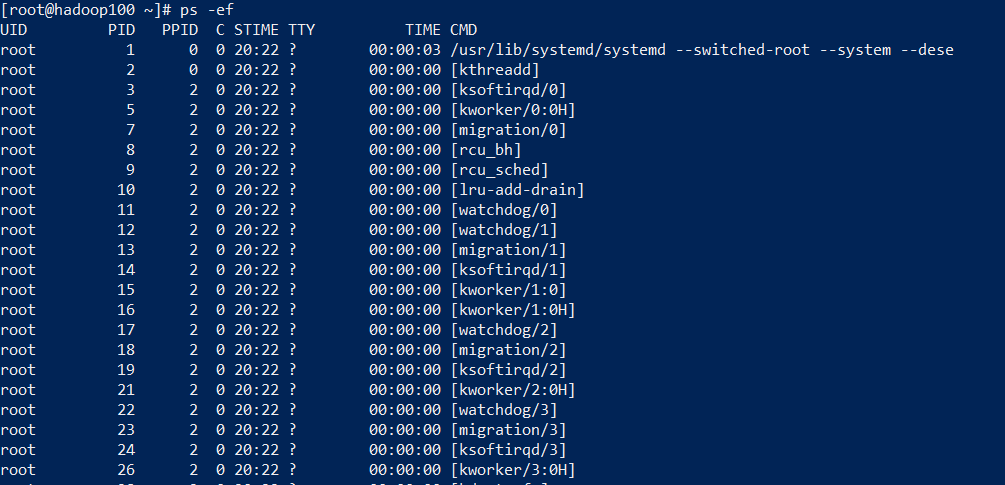 [root@hadoop100 ~]# ps -ef
UID        PID  PPID  C STIME TTY          TIME CMD
root         1     0  0 20:22 ?        00:00:03 /usr/lib/systemd/systemd --switched-root --system --dese
root         2     0  0 20:22 ?        00:00:00 [kthreadd]
root         3     2  0 20:22 ?        00:00:00 [ksoftirqd/0]
root         5     2  0 20:22 ?        00:00:00 [kworker/0:0H]
root         7     2  0 20:22 ?        00:00:00 [migration/0]
root         8     2  0 20:22 ?        00:00:00 [rcu_bh]
root         9     2  0 20:22 ?        00:00:00 [rcu_sched]
root        10     2  0 20:22 ?        00:00:00 [lru-add-drain]
root        11     2  0 20:22 ?        00:00:00 [watchdog/0]
root        12     2  0 20:22 ?        00:00:00 [watchdog/1]
root        13     2  0 20:22 ?        00:00:00 [migration/1]
root        14     2  0 20:22 ?        00:00:00 [ksoftirqd/1]
root        15     2  0 20:22 ?        00:00:00 [kworker/1:0]
root        16     2  0 20:22 ?        00:00:00 [kworker/1:0H]
root        17     2  0 20:22 ?        00:00:00 [watchdog/2]
root        18     2  0 20:22 ?        00:00:00 [migration/2]
root        19     2  0 20:22 ?        00:00:00 [ksoftirqd/2]
root        21     2  0 20:22 ?        00:00:00 [kworker/2:0H]
root        22     2  0 20:22 ?        00:00:00 [watchdog/3]
root        23     2  0 20:22 ?        00:00:00 [migration/3]
root        24     2  0 20:22 ?        00:00:00 [ksoftirqd/3]
root        26     2  0 20:22 ?        00:00:00 [kworker/3:0H]